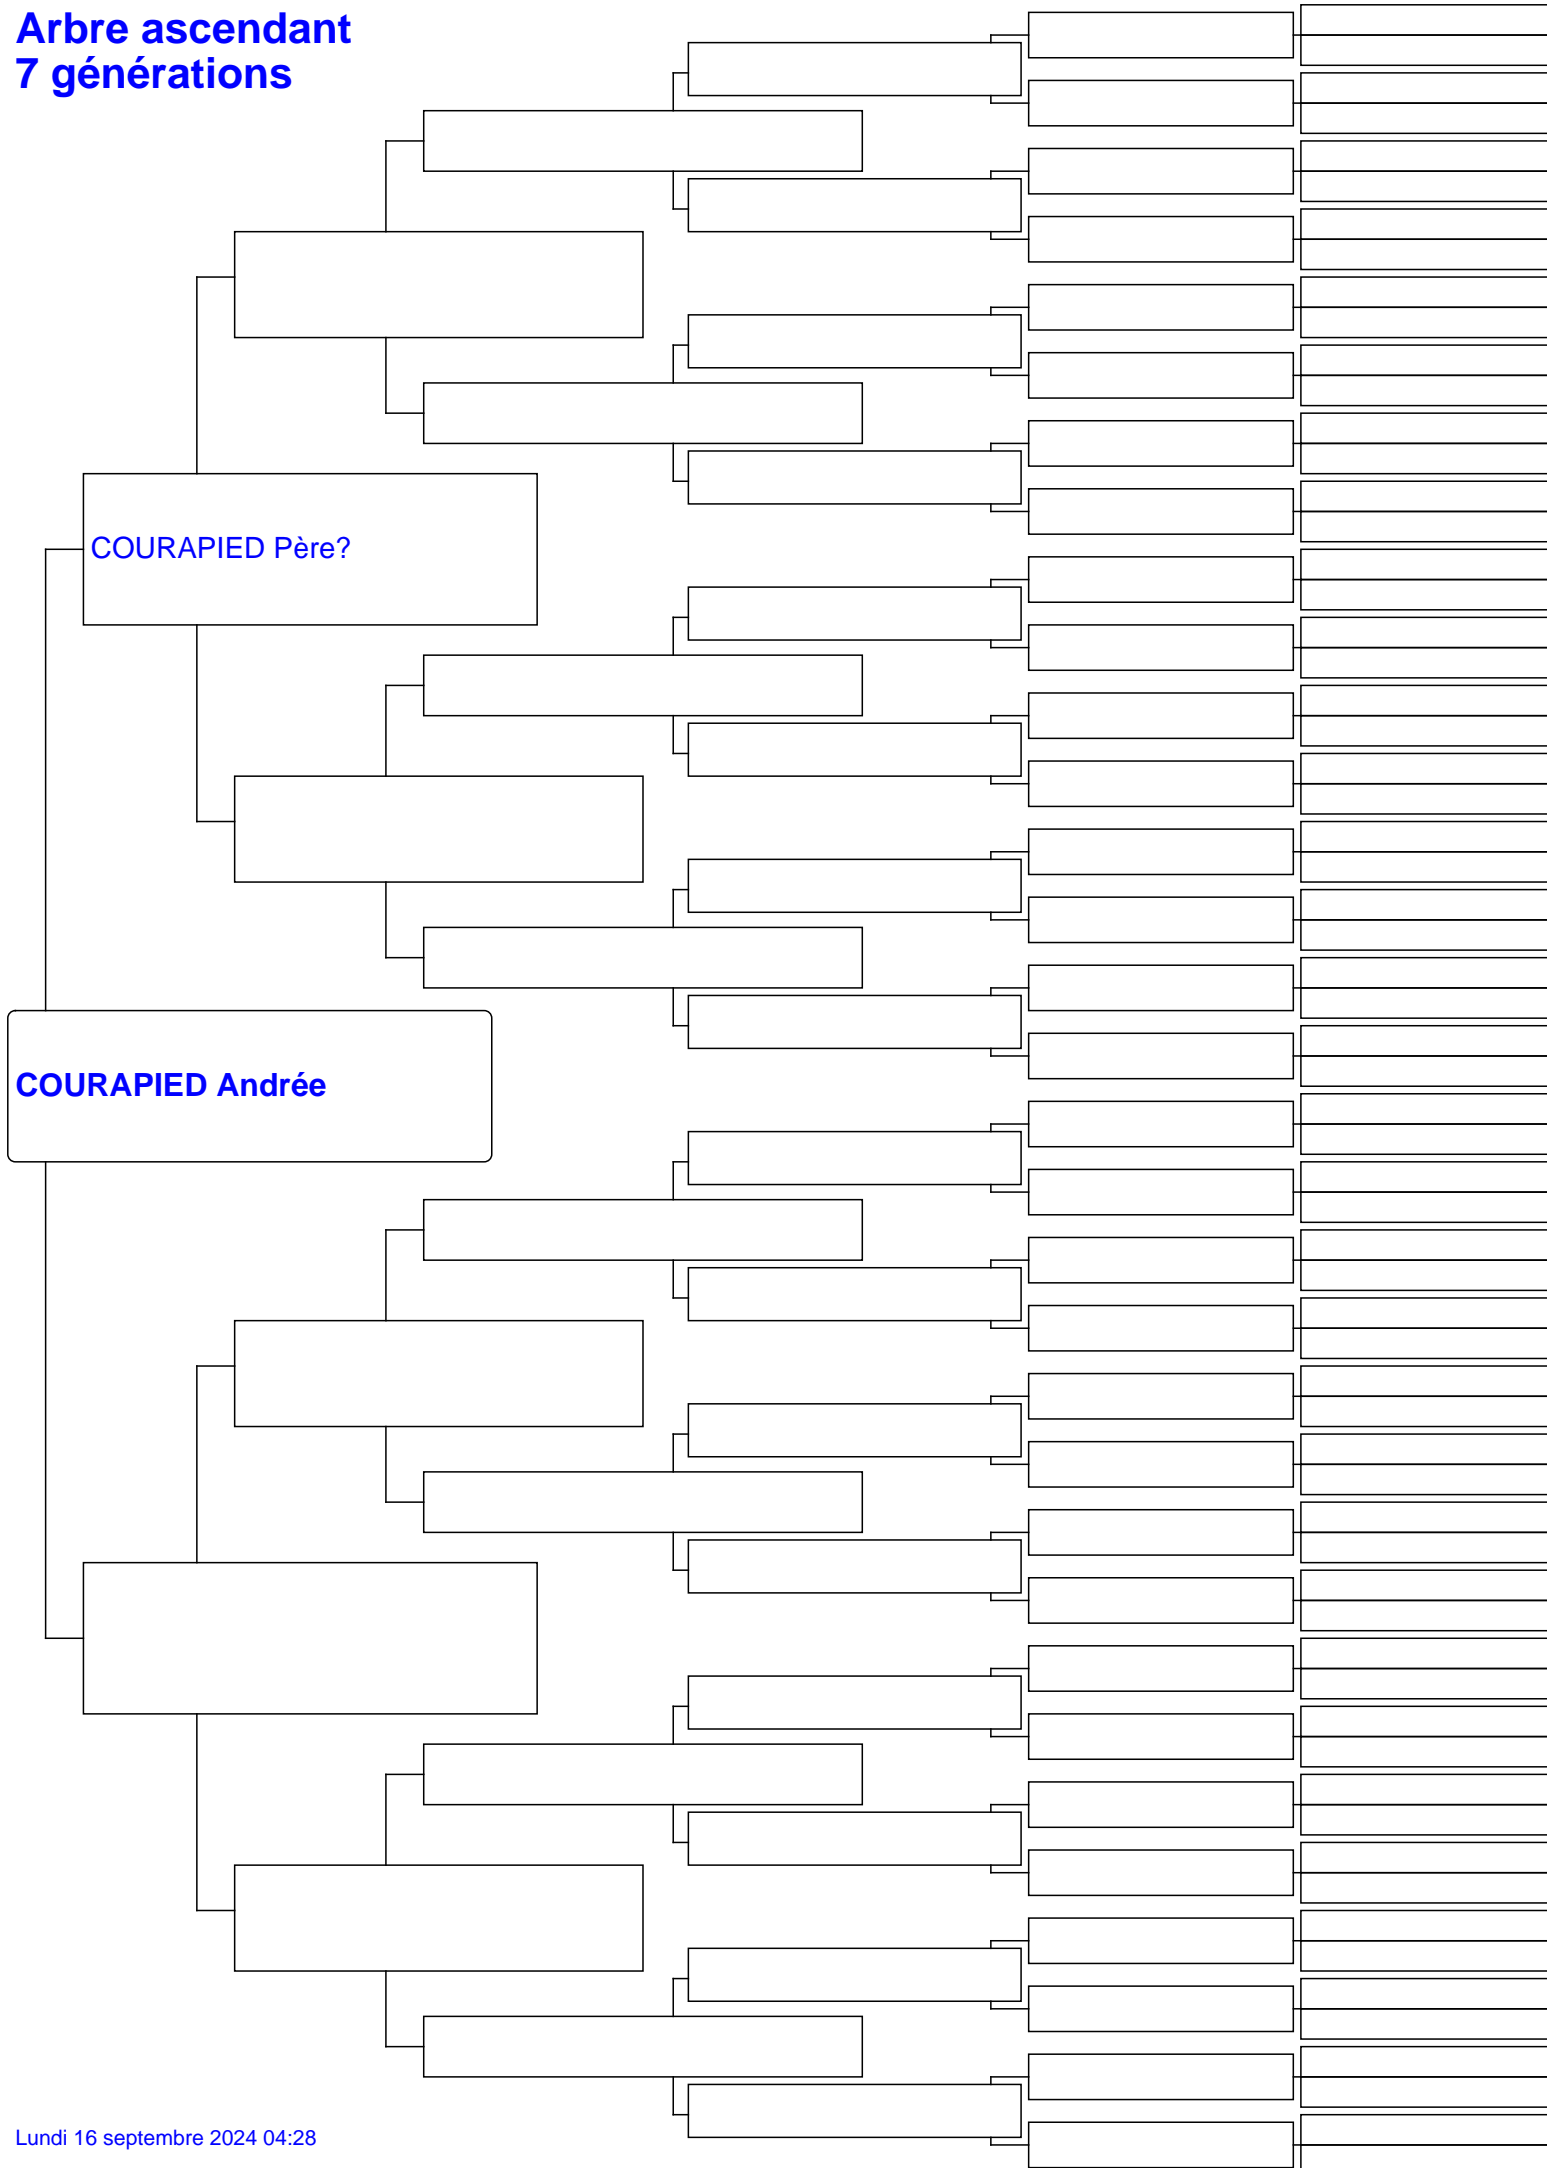 Arbre ascendant
7 générations
COURAPIED Père?
COURAPIED Andrée
Lundi 16 septembre 2024 04:28